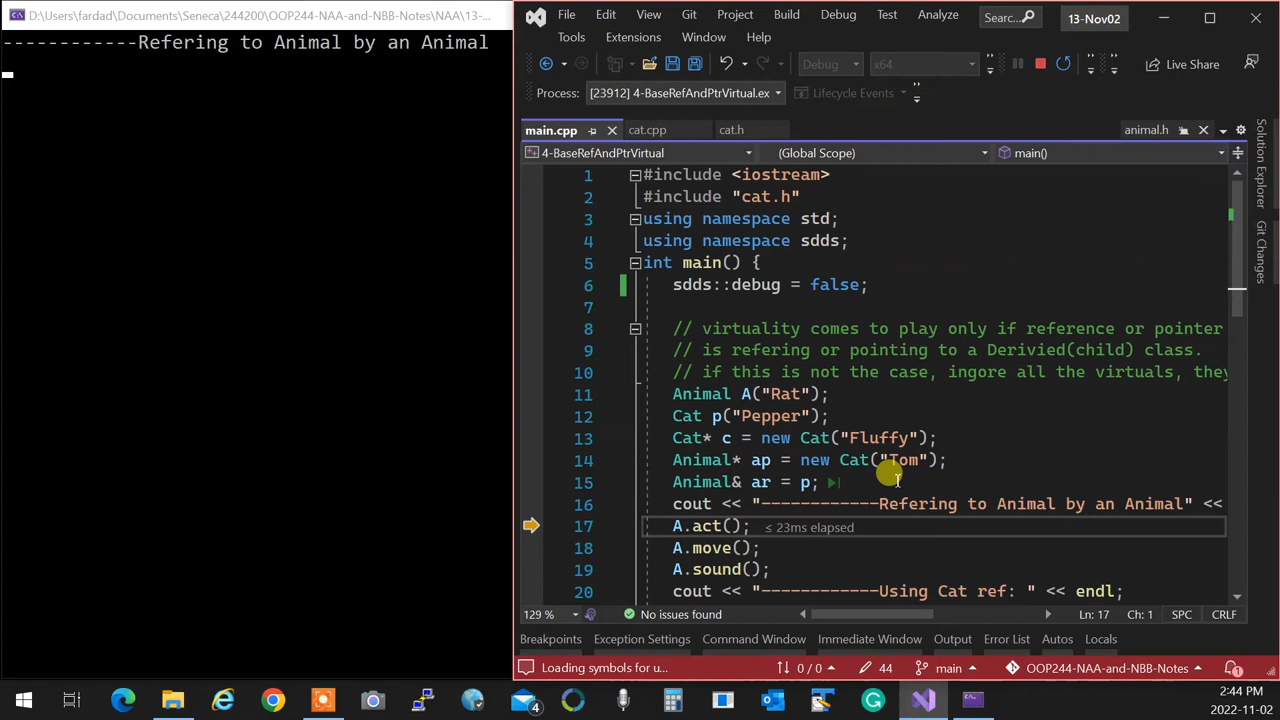 D:\Users\fardad\Documents\Seneca\244200\OOP244-NAA-and-NBB-Notes\NAA\13-...
------------Refering to Animal by an Animal
File Edit View Git Project Build Debug Test Analyze Searc... 13-Nov02
Tools Extensions Window Help
Debug x64 Live Share
Process: [23912] 4-BaseRefAndPtrVirtual.ex Lifecycle Events
main.cpp cat.cpp cat.h animal.h
4-BaseRefAndPtrVirtual (Global Scope) main()
1 #include <iostream>
2 #include "cat.h"
3 using namespace std;
4 using namespace sdds;
5 int main() {
6 sdds::debug = false;
7
8 // virtuality comes to play only if reference or pointer
9 // is refering or pointing to a Derivied(child) class.
10 // if this is not the case, ingore all the virtuals, they
11 Animal A("Rat");
12 Cat p("Pepper");
13 Cat* c = new Cat("Fluffy");
14 Animal* ap = new Cat("Tom");
15 Animal& ar = p;
16 cout << "------------Refering to Animal by an Animal" <<
17 A.act(); ≤ 23ms elapsed
18 A.move();
19 A.sound();
20 cout << "------------Using Cat ref: " << endl;
129 % No issues found Ln: 17 Ch: 1 SPC CRLF
Breakpoints Exception Settings Command Window Immediate Window Output Error List Autos Locals
Loading symbols for u... 0 / 0 44 main OOP244-NAA-and-NBB-Notes 1
Solution Explorer
Git Changes
4
2:44 PM
2022-11-02